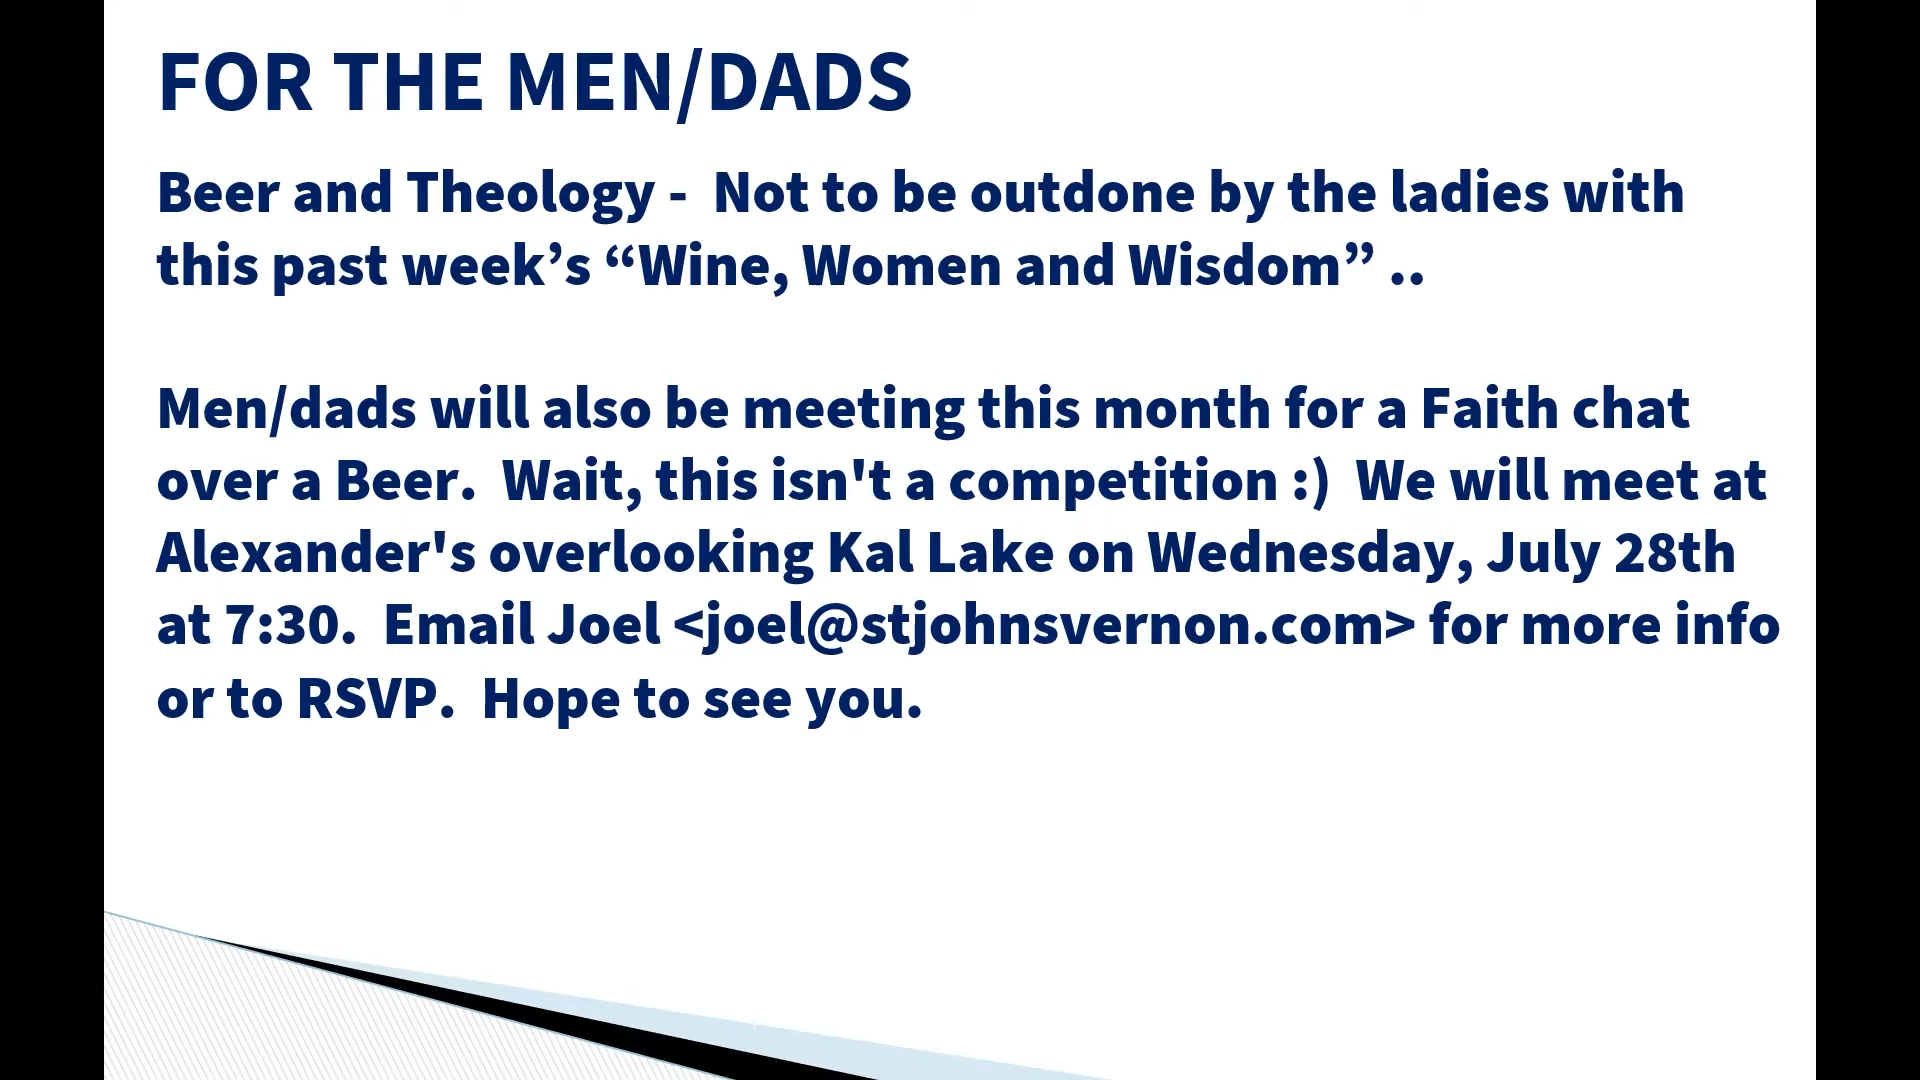 FOR THE MEN/DADS
Beer and Theology -  Not to be outdone by the ladies with
this past week’s “Wine, Women and Wisdom” ..
Men/dads will also be meeting this month for a Faith chat
over a Beer.  Wait, this isn't a competition :)  We will meet at
Alexander's overlooking Kal Lake on Wednesday, July 28th
at 7:30.  Email Joel <joel@stjohnsvernon.com> for more info
or to RSVP.  Hope to see you.